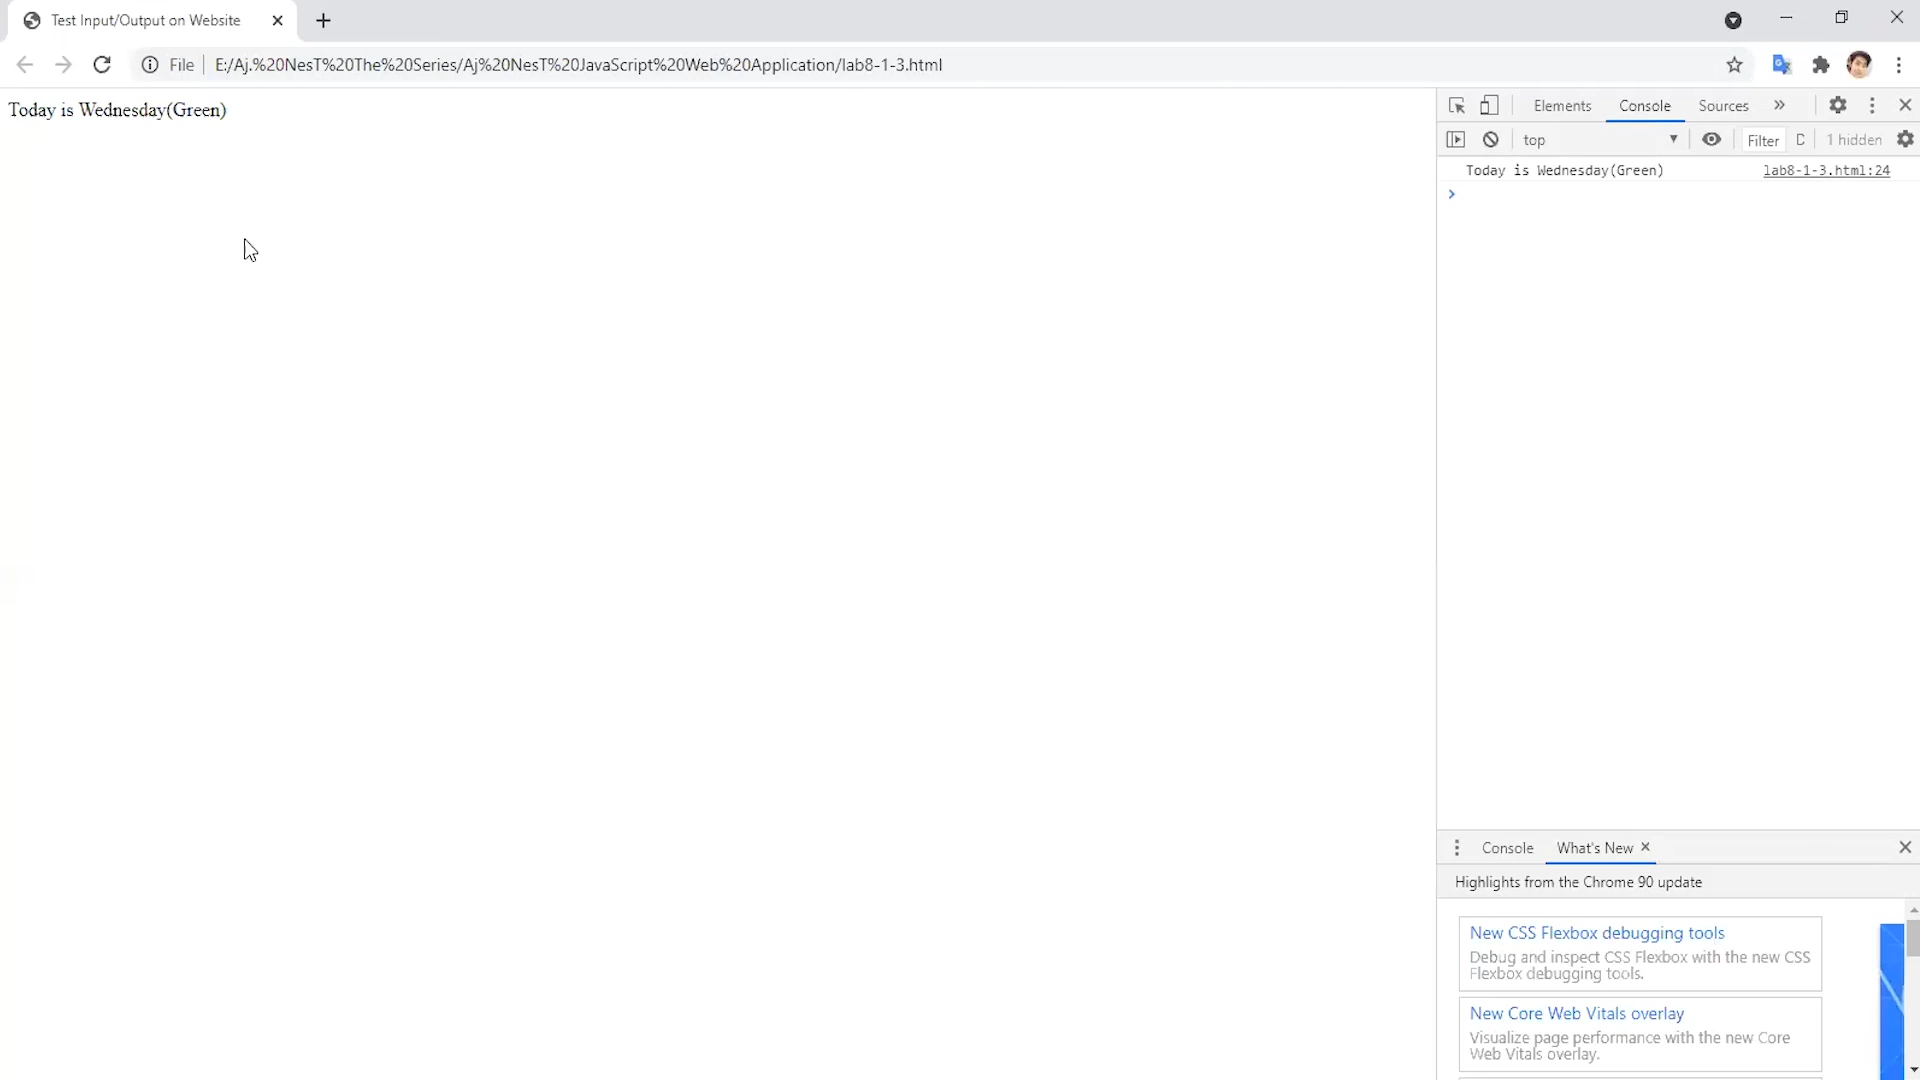 Test Input/Output on Website
File
E:/Aj.%20NesT%20The%20Series/Aj%20NesT%20JavaScript%20Web%20Application/lab8-1-3.html
Today is Wednesday(Green)
Elements Console Sources
top Filter D 1 hidden
Today is Wednesday(Green) lab8-1-3.html:24
Console What's New
Highlights from the Chrome 90 update
New CSS Flexbox debugging tools
Debug and inspect CSS Flexbox with the new CSS
Flexbox debugging tools.
New Core Web Vitals overlay
Visualize page performance with the new Core
Web Vitals overlay.